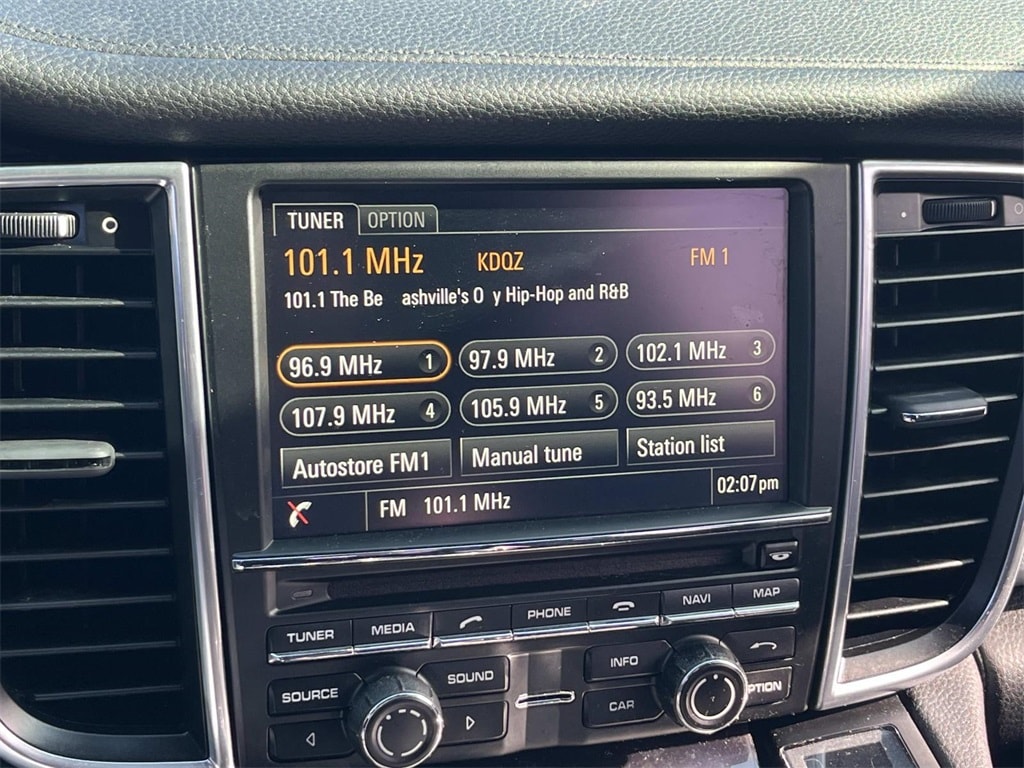 TUNER OPTION
101.1 MHz KDQZ FM 1
101.1 The Be ashville's O y Hip-Hop and R&B
96.9 MHz 1 97.9 MHz 2 102.1 MHz 3
107.9 MHz 4 105.9 MHz 5 93.5 MHz 6
Autostore FM1 Manual tune Station list
FM 101.1 MHz 02:07pm
TUNER MEDIA PHONE NAVI MAP
SOURCE SOUND INFO
CAR OPTION